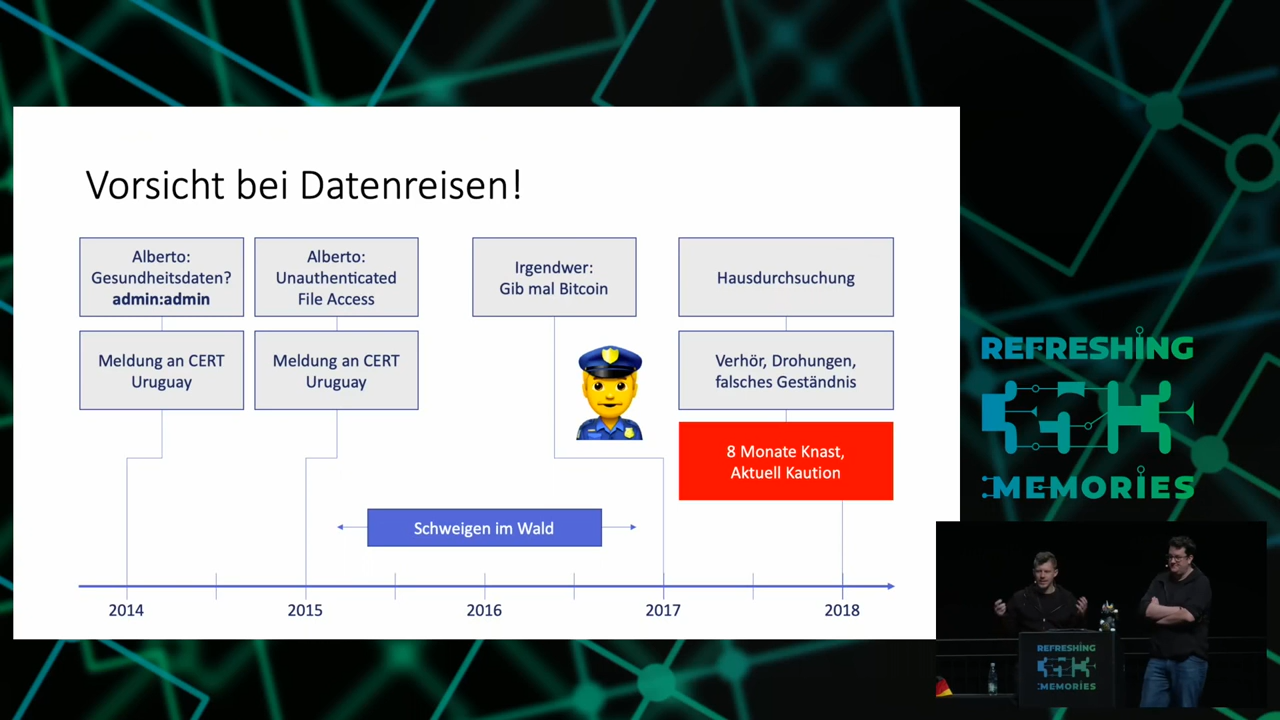 Vorsicht bei Datenreisen!
Alberto:
Gesundheitsdaten?
admin:admin
Alberto:
Unauthenticated
File Access
Irgendwer:
Gib mal Bitcoin
Hausdurchsuchung
Meldung an CERT
Uruguay
Meldung an CERT
Uruguay
Verhör, Drohungen,
falsches Geständnis
8 Monate Knast,
Aktuell Kaution
Schweigen im Wald
2014
2015
2016
2017
2018
REFRESHING
MEMORIES
REFRESHING
MEMORIES